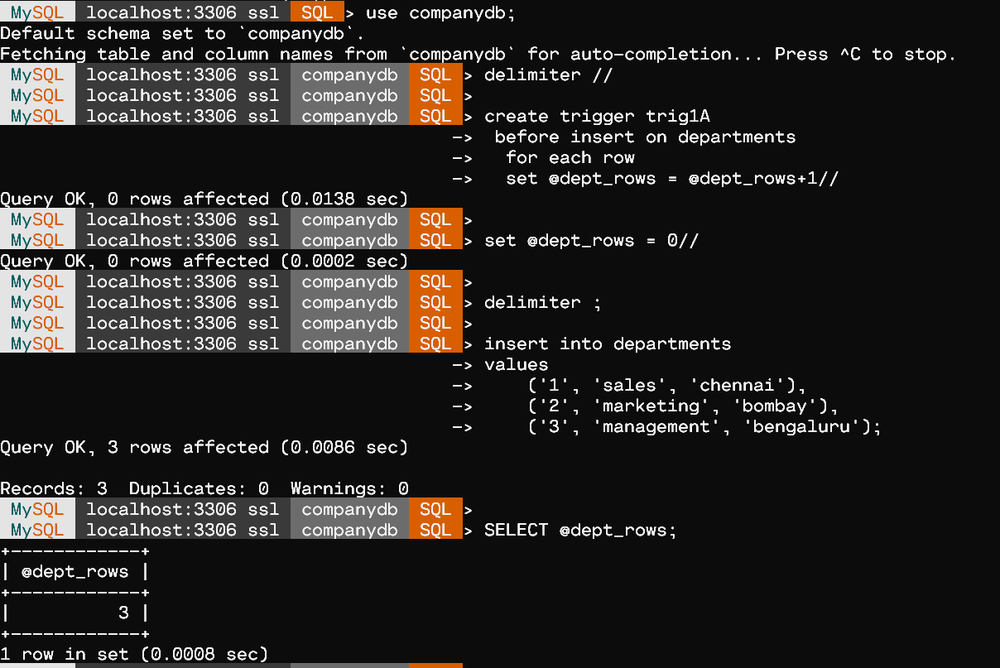 MySQL localhost:3306 ssl SQL > use companydb;
Default schema set to `companydb`.
Fetching table and column names from `companydb` for auto-completion... Press ^C to stop.
MySQL localhost:3306 ssl companydb SQL > delimiter //
MySQL localhost:3306 ssl companydb SQL >
MySQL localhost:3306 ssl companydb SQL > create trigger trig1A
-> before insert on departments
-> for each row
-> set @dept_rows = @dept_rows+1//
Query OK, 0 rows affected (0.0138 sec)
MySQL localhost:3306 ssl companydb SQL >
MySQL localhost:3306 ssl companydb SQL > set @dept_rows = 0//
Query OK, 0 rows affected (0.0002 sec)
MySQL localhost:3306 ssl companydb SQL >
MySQL localhost:3306 ssl companydb SQL > delimiter ;
MySQL localhost:3306 ssl companydb SQL >
MySQL localhost:3306 ssl companydb SQL > insert into departments
-> values
-> ('1', 'sales', 'chennai'),
-> ('2', 'marketing', 'bombay'),
-> ('3', 'management', 'bengaluru');
Query OK, 3 rows affected (0.0086 sec)
Records: 3 Duplicates: 0 Warnings: 0
MySQL localhost:3306 ssl companydb SQL >
MySQL localhost:3306 ssl companydb SQL > SELECT @dept_rows;
+------------+
| @dept_rows |
+------------+
| 3 |
+------------+
1 row in set (0.0008 sec)